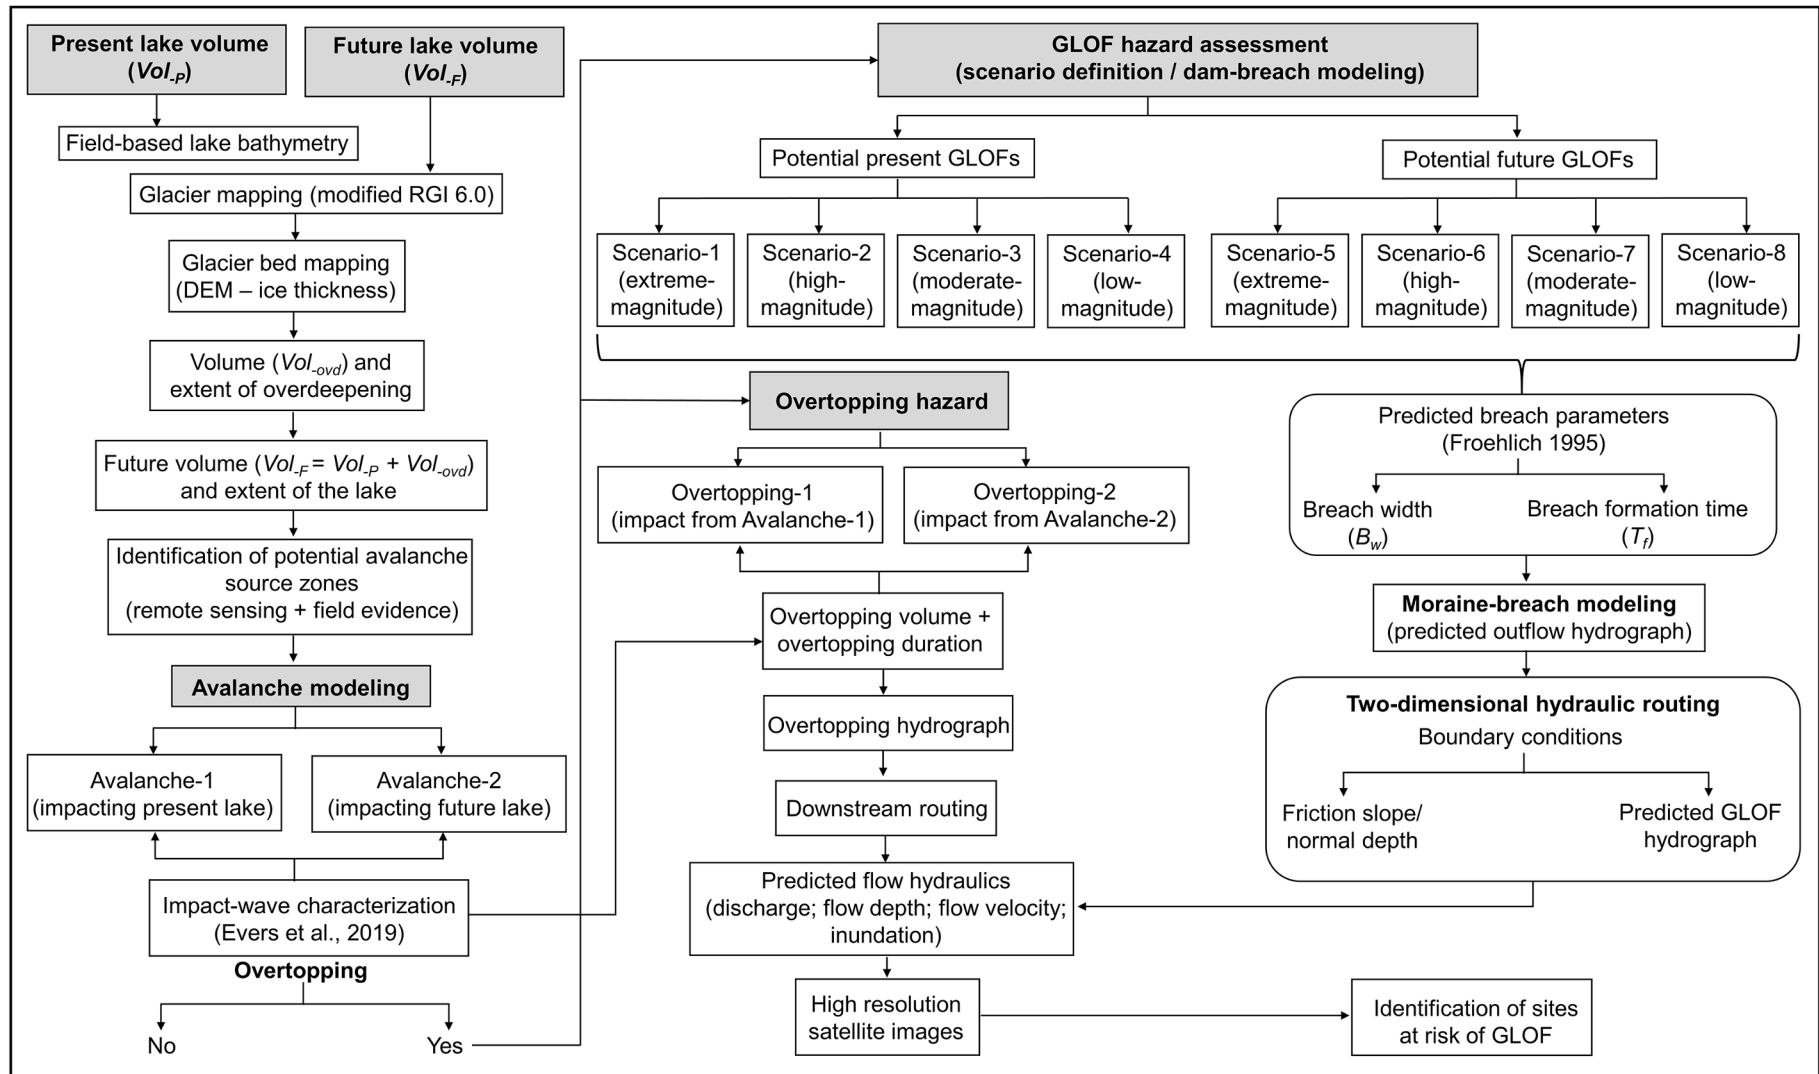 Present lake volume
(Vol-P)
Future lake volume
(Vol-F)
Field-based lake bathymetry
Glacier mapping (modified RGI 6.0)
Glacier bed mapping
(DEM – ice thickness)
Volume (Vol-ovd) and
extent of overdeepening
Future volume (Vol-F = Vol-P + Vol-ovd)
and extent of the lake
Identification of potential avalanche
source zones
(remote sensing + field evidence)
Avalanche modeling
Avalanche-1
(impacting present lake)
Avalanche-2
(impacting future lake)
Impact-wave characterization
(Evers et al., 2019)
Overtopping
No
Yes
GLOF hazard assessment
(scenario definition / dam-breach modeling)
Potential present GLOFs
Potential future GLOFs
Scenario-1
(extreme-
magnitude)
Scenario-2
(high-
magnitude)
Scenario-3
(moderate-
magnitude)
Scenario-4
(low-
magnitude)
Scenario-5
(extreme-
magnitude)
Scenario-6
(high-
magnitude)
Scenario-7
(moderate-
magnitude)
Scenario-8
(low-
magnitude)
Overtopping hazard
Overtopping-1
(impact from Avalanche-1)
Overtopping-2
(impact from Avalanche-2)
Overtopping volume +
overtopping duration
Overtopping hydrograph
Downstream routing
Predicted flow hydraulics
(discharge; flow depth; flow velocity;
inundation)
High resolution
satellite images
Predicted breach parameters
(Froehlich 1995)
Breach width
(Bw)
Breach formation time
(Tf)
Moraine-breach modeling
(predicted outflow hydrograph)
Two-dimensional hydraulic routing
Boundary conditions
Friction slope/
normal depth
Predicted GLOF
hydrograph
Identification of sites
at risk of GLOF